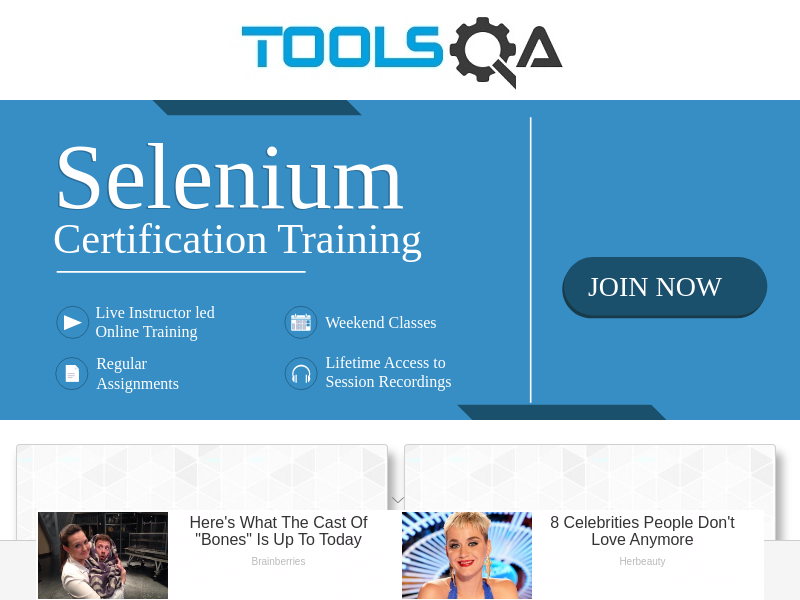 TOOLSQA
Selenium
Certification Training
JOIN NOW
Live Instructor led
Online Training
Weekend Classes
Regular
Assignments
Lifetime Access to
Session Recordings
Here's What The Cast Of
"Bones" Is Up To Today
Brainberries
8 Celebrities People Don't
Love Anymore
Herbeauty